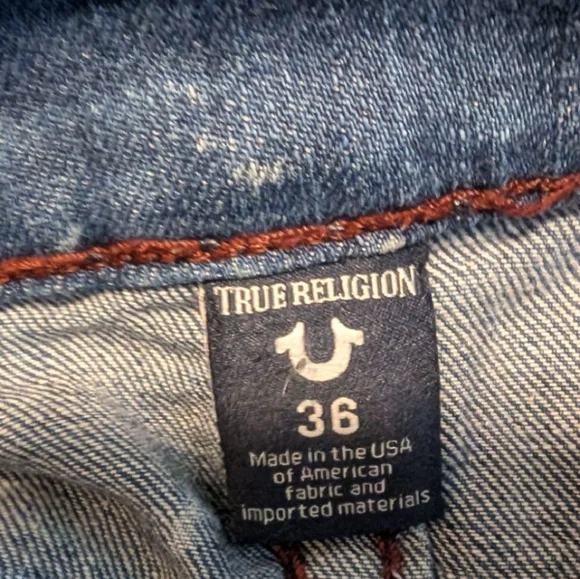 TRUE RELIGION
36
Made in the USA
of American
fabric and
imported materials